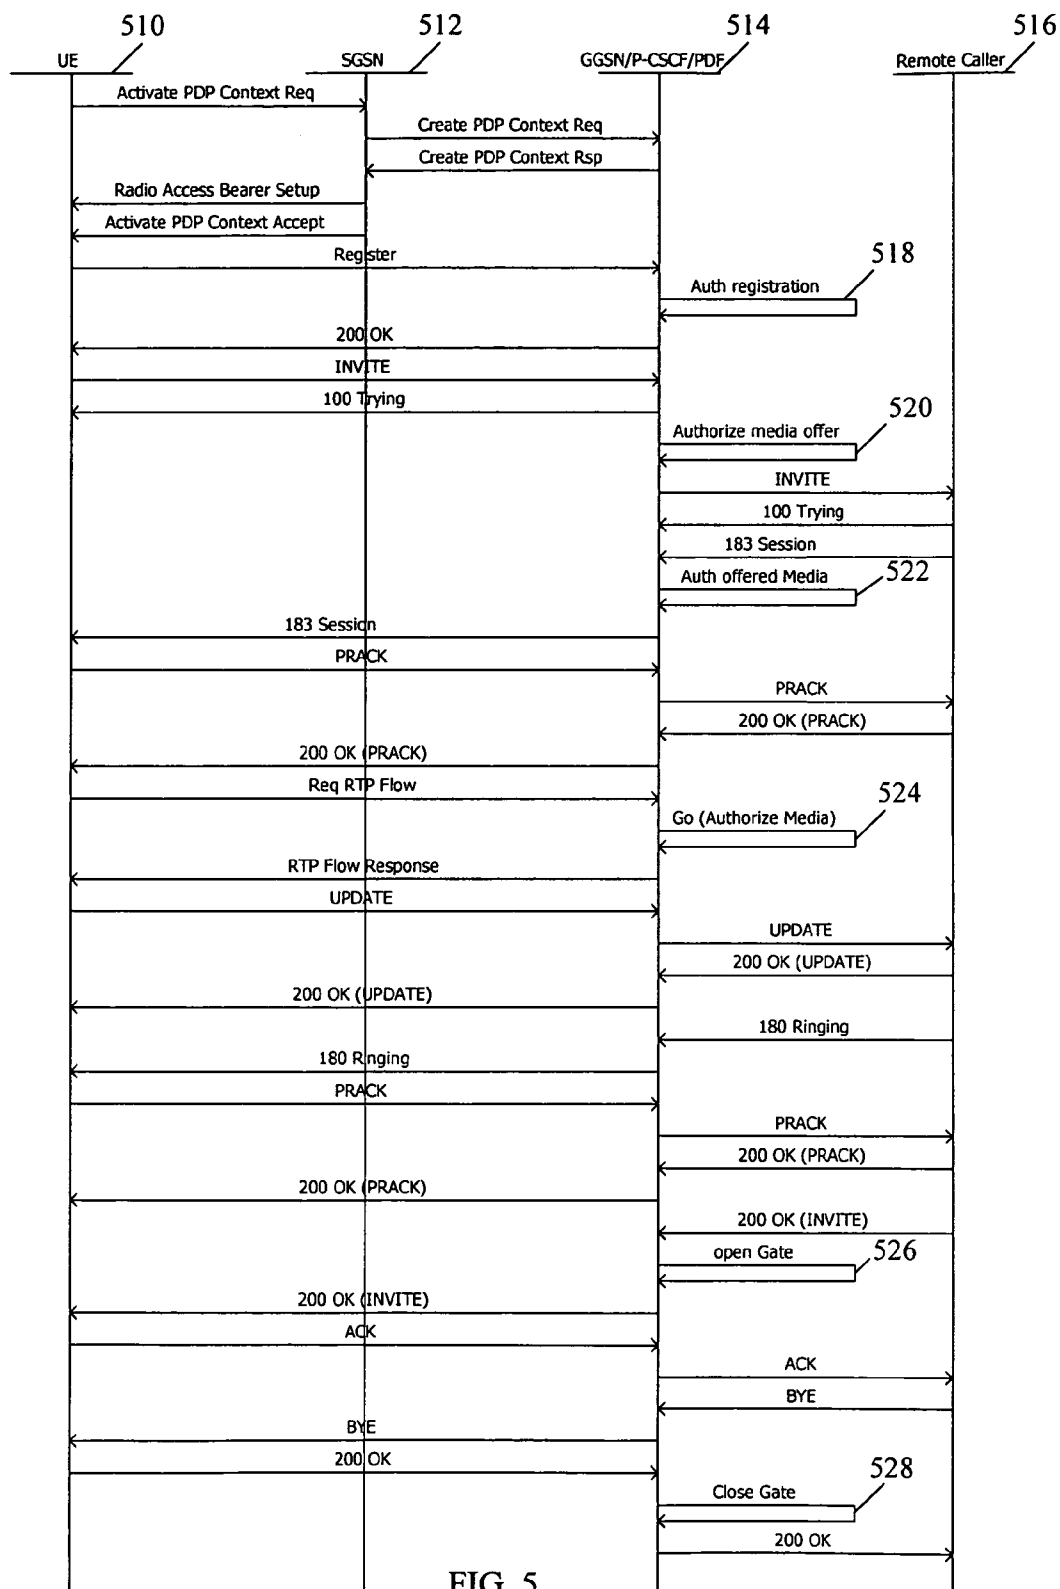 510
512
514
516
UE
SGSN
GGSN/P-CSCF/PDF
Remote Caller
Activate PDP Context Req
Create PDP Context Req
Create PDP Context Rsp
Radio Access Bearer Setup
Activate PDP Context Accept
Register
518
Auth registration
200 OK
INVITE
100 Trying
520
Authorize media offer
INVITE
100 Trying
183 Session
522
Auth offered Media
183 Session
PRACK
PRACK
200 OK (PRACK)
200 OK (PRACK)
Req RTP Flow
524
Go (Authorize Media)
RTP Flow Response
UPDATE
UPDATE
200 OK (UPDATE)
200 OK (UPDATE)
180 Ringing
180 Ringing
PRACK
PRACK
200 OK (PRACK)
200 OK (PRACK)
200 OK (INVITE)
526
open Gate
200 OK (INVITE)
ACK
ACK
BYE
BYE
200 OK
528
Close Gate
200 OK
FIG. 5